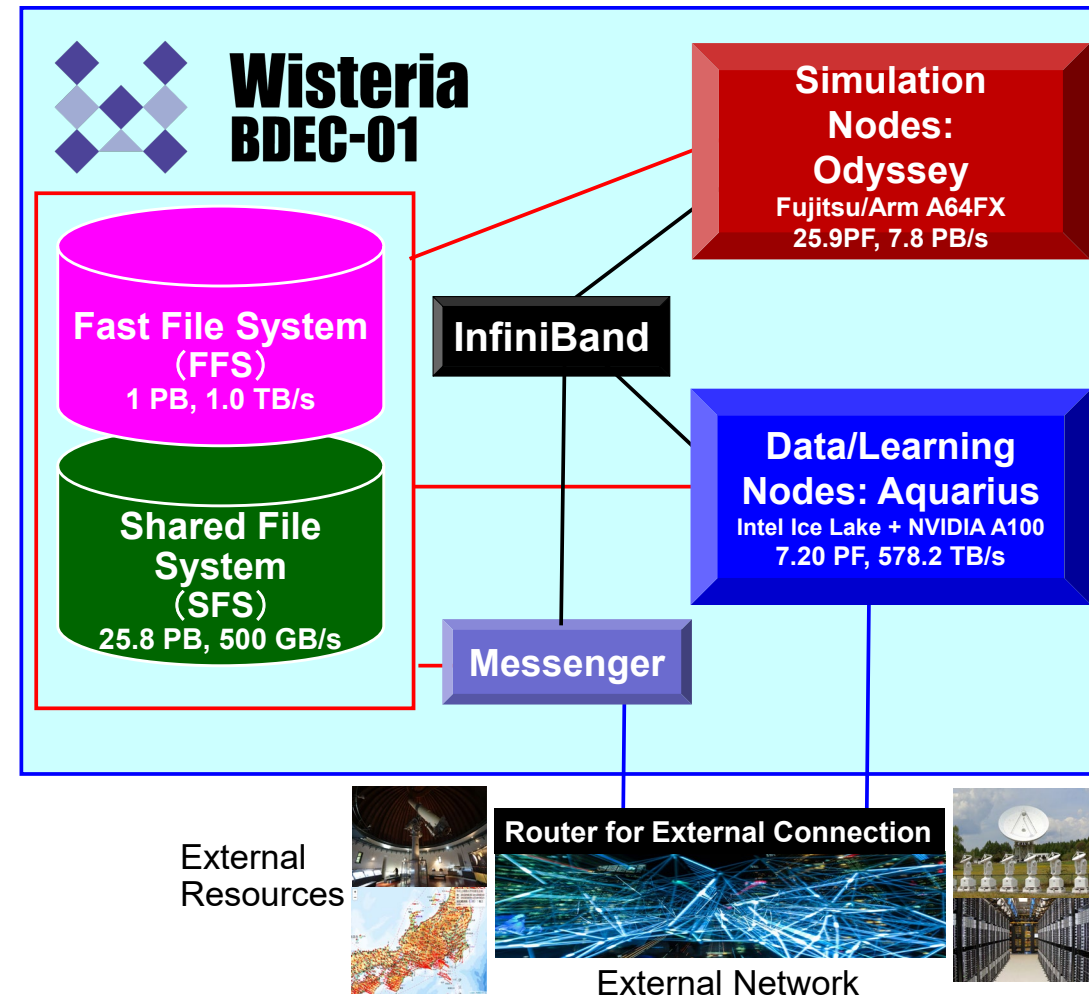 Wisteria
BDEC-01
Simulation
Nodes:
Odyssey
Fujitsu/Arm A64FX
25.9PF, 7.8 PB/s
Fast File System
（FFS）
1 PB, 1.0 TB/s
InfiniBand
Data/Learning
Nodes: Aquarius
Intel Ice Lake + NVIDIA A100
7.20 PF, 578.2 TB/s
Shared File
System
（SFS）
25.8 PB, 500 GB/s
Messenger
Router for External Connection
External
Resources
External Network